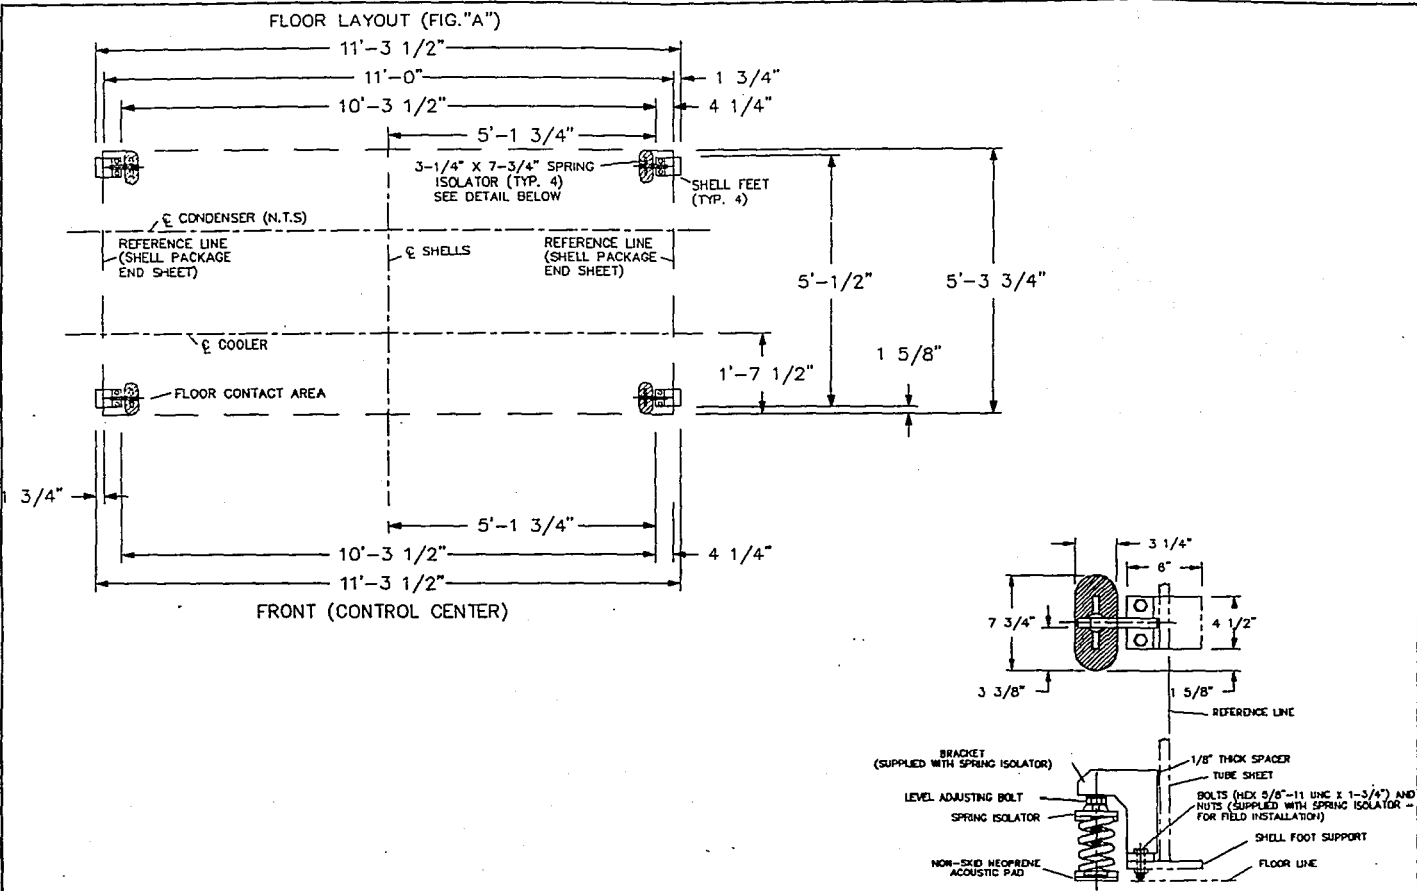 FLOOR LAYOUT (FIG."A")
11'-3 1/2"
11'-0"
1 3/4"
10'-3 1/2"
4 1/4"
5'-1 3/4"
3-1/4" X 7-3/4" SPRING
ISOLATOR (TYP. 4)
SEE DETAIL BELOW
SHELL FEET
(TYP. 4)
℄ CONDENSER (N.T.S)
REFERENCE LINE
(SHELL PACKAGE
END SHEET)
℄ SHELLS
REFERENCE LINE
(SHELL PACKAGE
END SHEET)
5'-1/2"
5'-3 3/4"
℄ COOLER
1 5/8"
1'-7 1/2"
FLOOR CONTACT AREA
1 3/4"
5'-1 3/4"
10'-3 1/2"
4 1/4"
11'-3 1/2"
FRONT (CONTROL CENTER)
3 1/4"
6"
7 3/4"
4 1/2"
3 3/8"
1 5/8"
REFERENCE LINE
BRACKET
(SUPPLIED WITH SPRING ISOLATOR)
1/8" THICK SPACER
TUBE SHEET
LEVEL ADJUSTING BOLT
BOLTS (HEX 5/8"-11 UNC X 1-3/4") AND
NUTS (SUPPLIED WITH SPRING ISOLATOR -
FOR FIELD INSTALLATION)
SPRING ISOLATOR
SHELL FOOT SUPPORT
NON-SKID NEOPRENE
ACOUSTIC PAD
FLOOR LINE